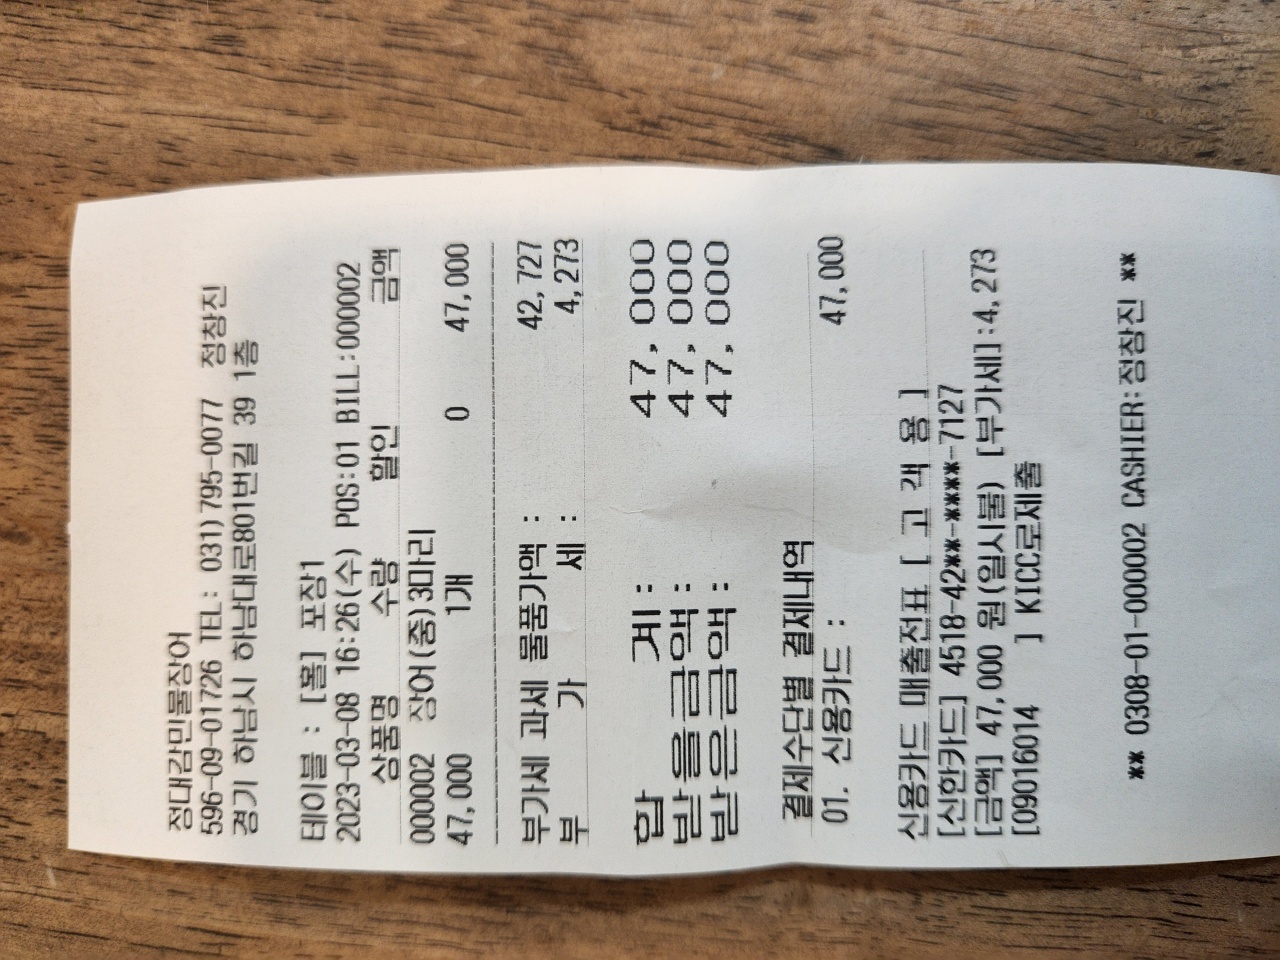 정대감민물장어
596-09-01726 TEL: 031)795-0077 정창진
경기 하남시 하남대로801번길 39 1층
테이블 : [홀] 포장1
2023-03-08 16:26(수) POS:01 BILL:000002
상품명 수량 할인 금액
000002 장어(중)3마리
47,000 1개 0 47,000
부가세 과세 물품가액 : 42,727
부 가 세 : 4,273
합 계: 47,000
받을금액: 47,000
받은금액: 47,000
결제수단별 결제내역
01. 신용카드 : 47,000
신용카드 매출전표 [ 고 객 용 ]
[신한카드] 4518-42**-****-7127
[금액] 47,000 원(일시불) [부가세]:4,273
[09016014 ] KICC로제출
** 0308-01-000002 CASHIER:정창진 **